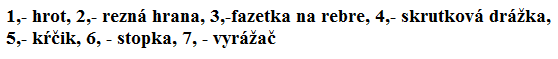 1,- hrot, 2,- rezná hrana, 3,-fazetka na rebre, 4,- skrutková drážka,
5,- kŕčik, 6, - stopka, 7, - vyrážač